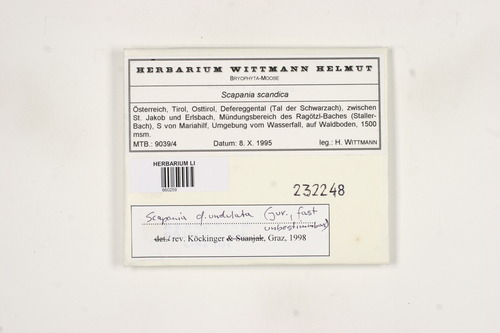 HERBARIUM WITTMANN HELMUT
BRYOPHYTA-MOOSE
Scapania scandica
Österreich, Tirol, Osttirol, Defereggental (Tal der Schwarzach), zwischen
St. Jakob und Erlsbach, Mündungsbereich des Ragötzl-Baches (Staller-
Bach), S von Mariahilf, Umgebung vom Wasserfall, auf Waldboden, 1500
msm.
MTB.: 9039/4 Datum: 8. X. 1995 leg.: H. WITTMANN
HERBARIUM LI
232248
Scapania cf. undulata (juv., fast
unbestimmbar)
det./ rev. Köckinger & Suanjak, Graz, 1998